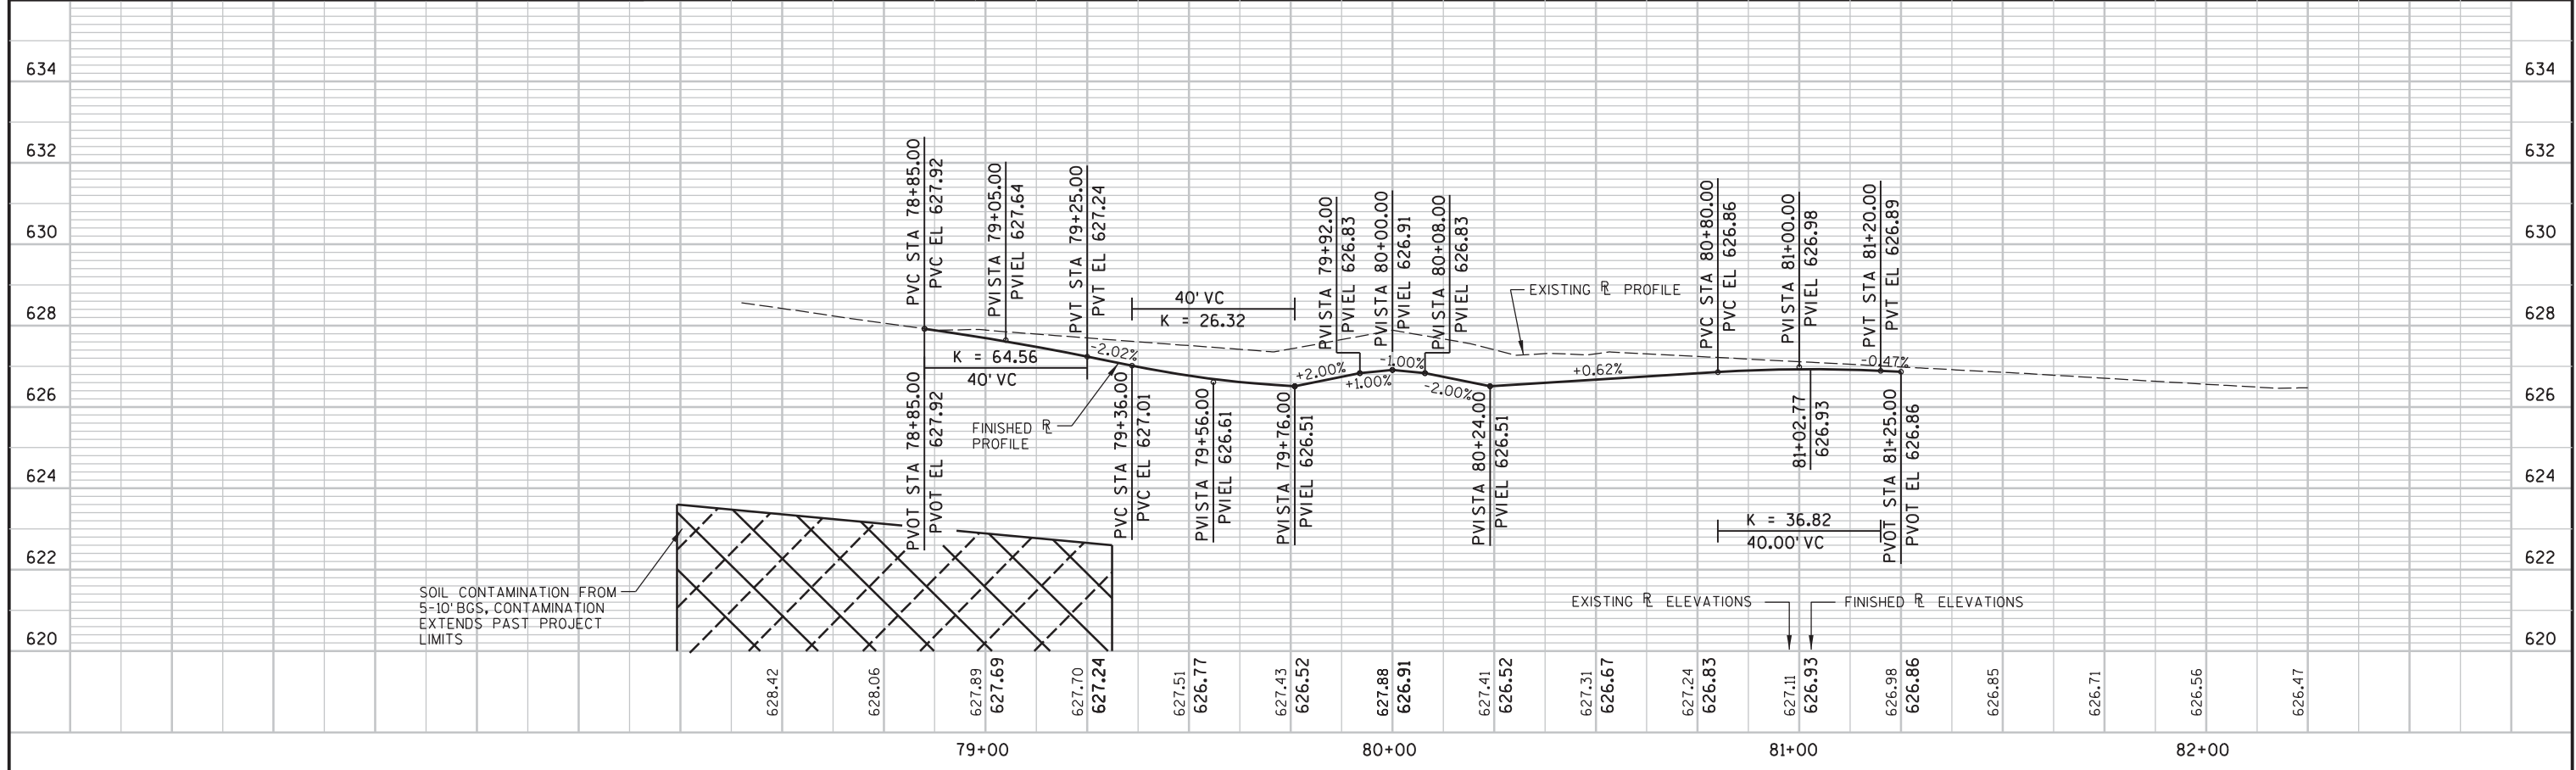 634
634
632
632
630
630
628
628
626
626
624
624
622
622
620
620
PVC STA 78+85.00
PVC EL 627.92
PVISTA 79+05.00
PVIEL 627.64
PVT STA 79+25.00
PVT EL 627.24
40' VC
K = 26.32
PVISTA 79+92.00
PVIEL 626.83
PVISTA 80+00.00
PVIEL 626.91
PVISTA 80+08.00
PVIEL 626.83
EXISTING PROFILE
PVC STA 80+80.00
PVC EL 626.86
PVISTA 81+00.00
PVIEL 626.98
PVT STA 81+20.00
PVT EL 626.89
K = 64.56
40' VC
-2.02%
+2.00%
+1.00%
-1.00%
-2.00%
+0.62%
-0.47%
PVOT STA 78+85.00
PVOT EL 627.92
FINISHED
PROFILE
PVC STA 79+36.00
PVC EL 627.01
PVISTA 79+56.00
PVIEL 626.61
PVISTA 79+76.00
PVIEL 626.51
PVISTA 80+24.00
PVIEL 626.51
81+02.77
626.93
PVOT STA 81+25.00
PVOT EL 626.86
K = 36.82
40.00' VC
SOIL CONTAMINATION FROM
5-10' BGS, CONTAMINATION
EXTENDS PAST PROJECT
LIMITS
EXISTING ELEVATIONS
FINISHED ELEVATIONS
628.42
628.06
627.89
627.69
627.70
627.24
627.51
626.77
627.43
626.52
627.88
626.91
627.41
626.52
627.31
626.67
627.24
626.83
627.11
626.93
626.98
626.86
626.85
626.71
626.56
626.47
79+00
80+00
81+00
82+00